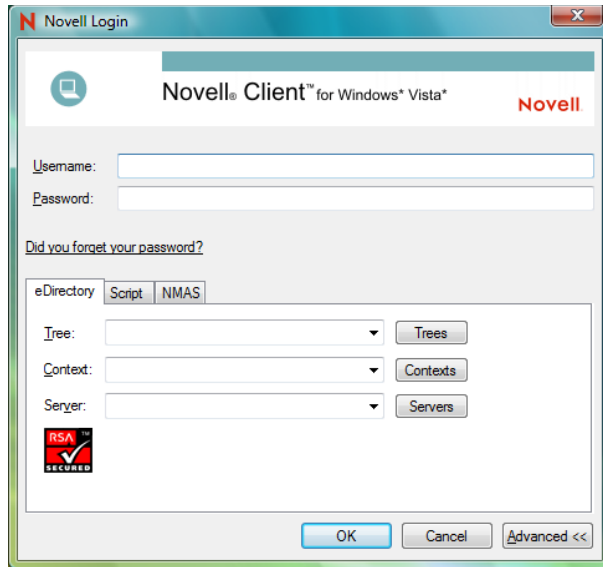 Novell Login
Novell® Client™ for Windows* Vista*
Novell
Username:
Password:
Did you forget your password?
eDirectory Script NMAS
Tree: Trees
Context: Contexts
Server: Servers
RSA ™
SECURED
OK Cancel Advanced <<